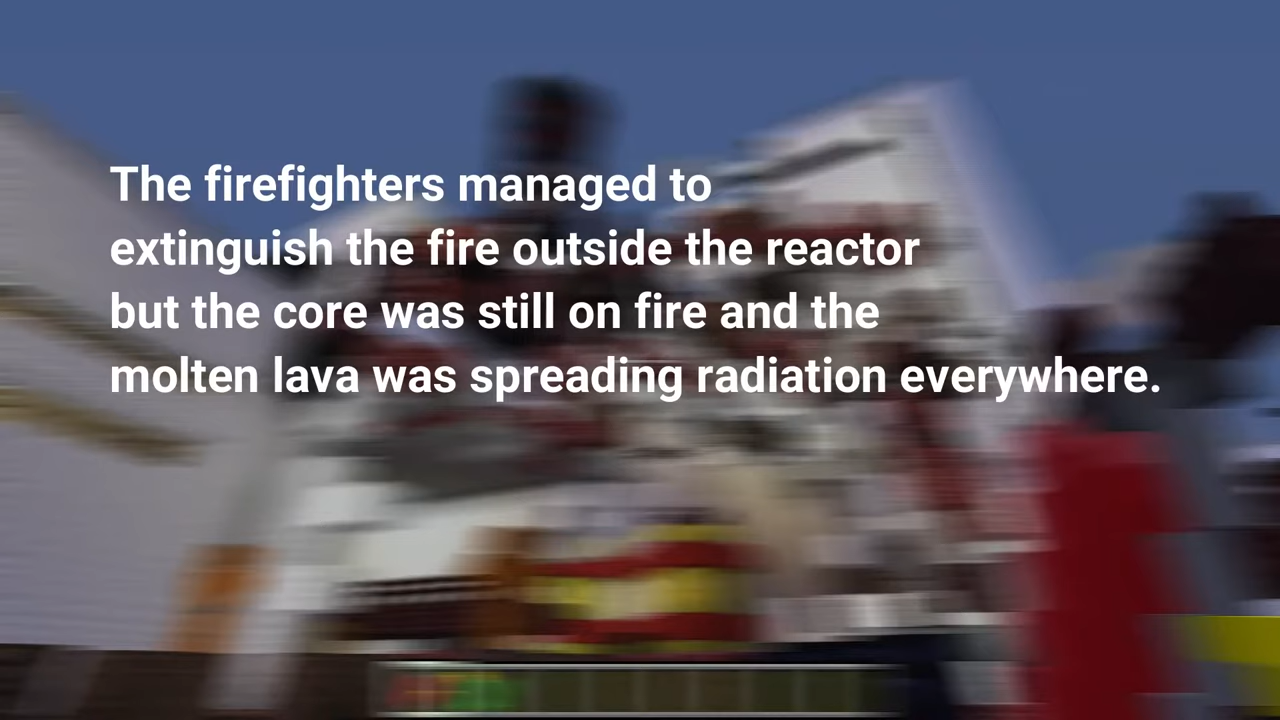 The firefighters managed to
extinguish the fire outside the reactor
but the core was still on fire and the
molten lava was spreading radiation everywhere.